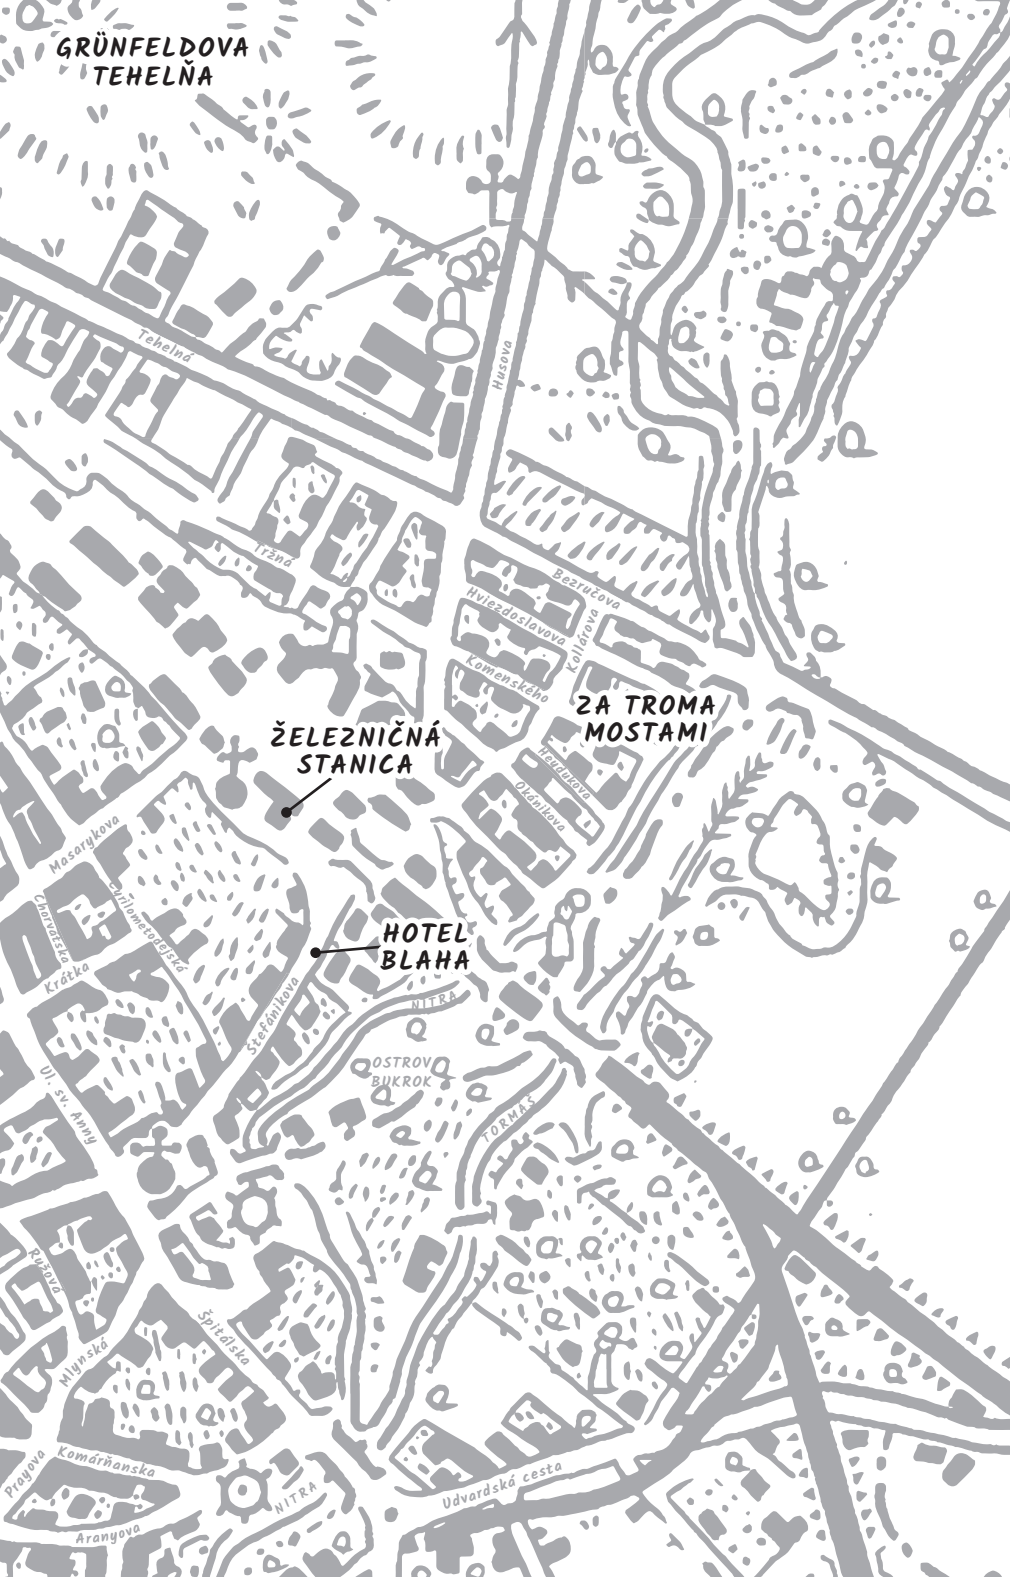 GRÜNFELDOVA
TEHELŇA
Tehelná
Husova
Tržná
Bezručova
Hviezdoslavova
Kollárova
Komenského
ZA TROMA
MOSTAMI
ŽELEZNIČNÁ
STANICA
Heydukova
Okánikova
Masarykova
Chorvátska
Cyrilometodejská
Krátka
HOTEL
BLAHA
Štefánikova
NITRA
OSTROV
BUKROK
TORMAŠ
Ul. sv. Anny
Ružová
Mlynská
Špitálska
Prayova
Komárňanska
Aranyova
NITRA
Udvardská cesta